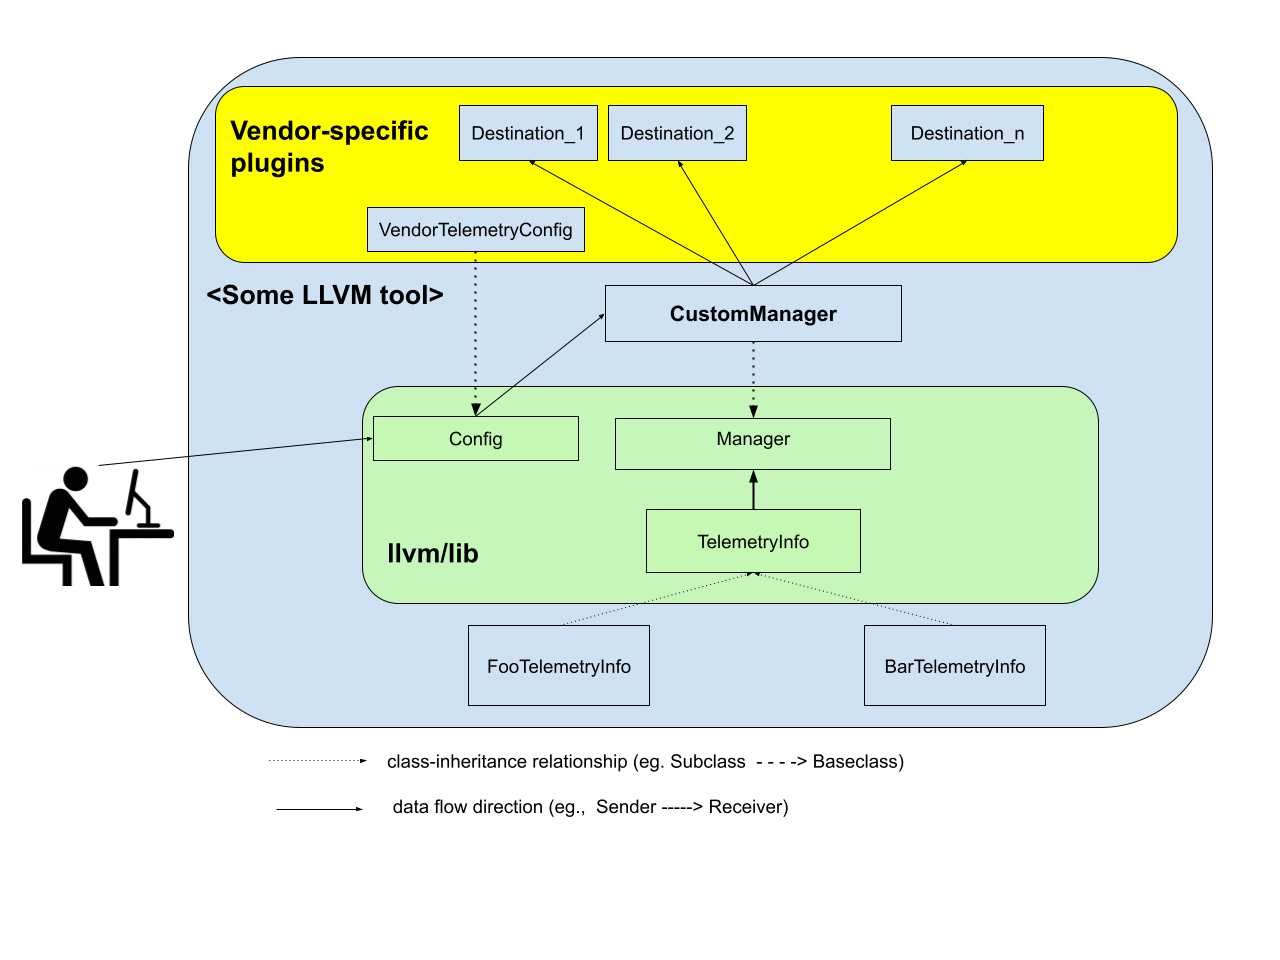 Vendor-specific
plugins
Destination_1
Destination_2
Destination_n
VendorTelemetryConfig
<Some LLVM tool>
CustomManager
Config
Manager
TelemetryInfo
llvm/lib
FooTelemetryInfo
BarTelemetryInfo
class-inheritance relationship (eg. Subclass - - - -> Baseclass)
data flow direction (eg., Sender -----> Receiver)